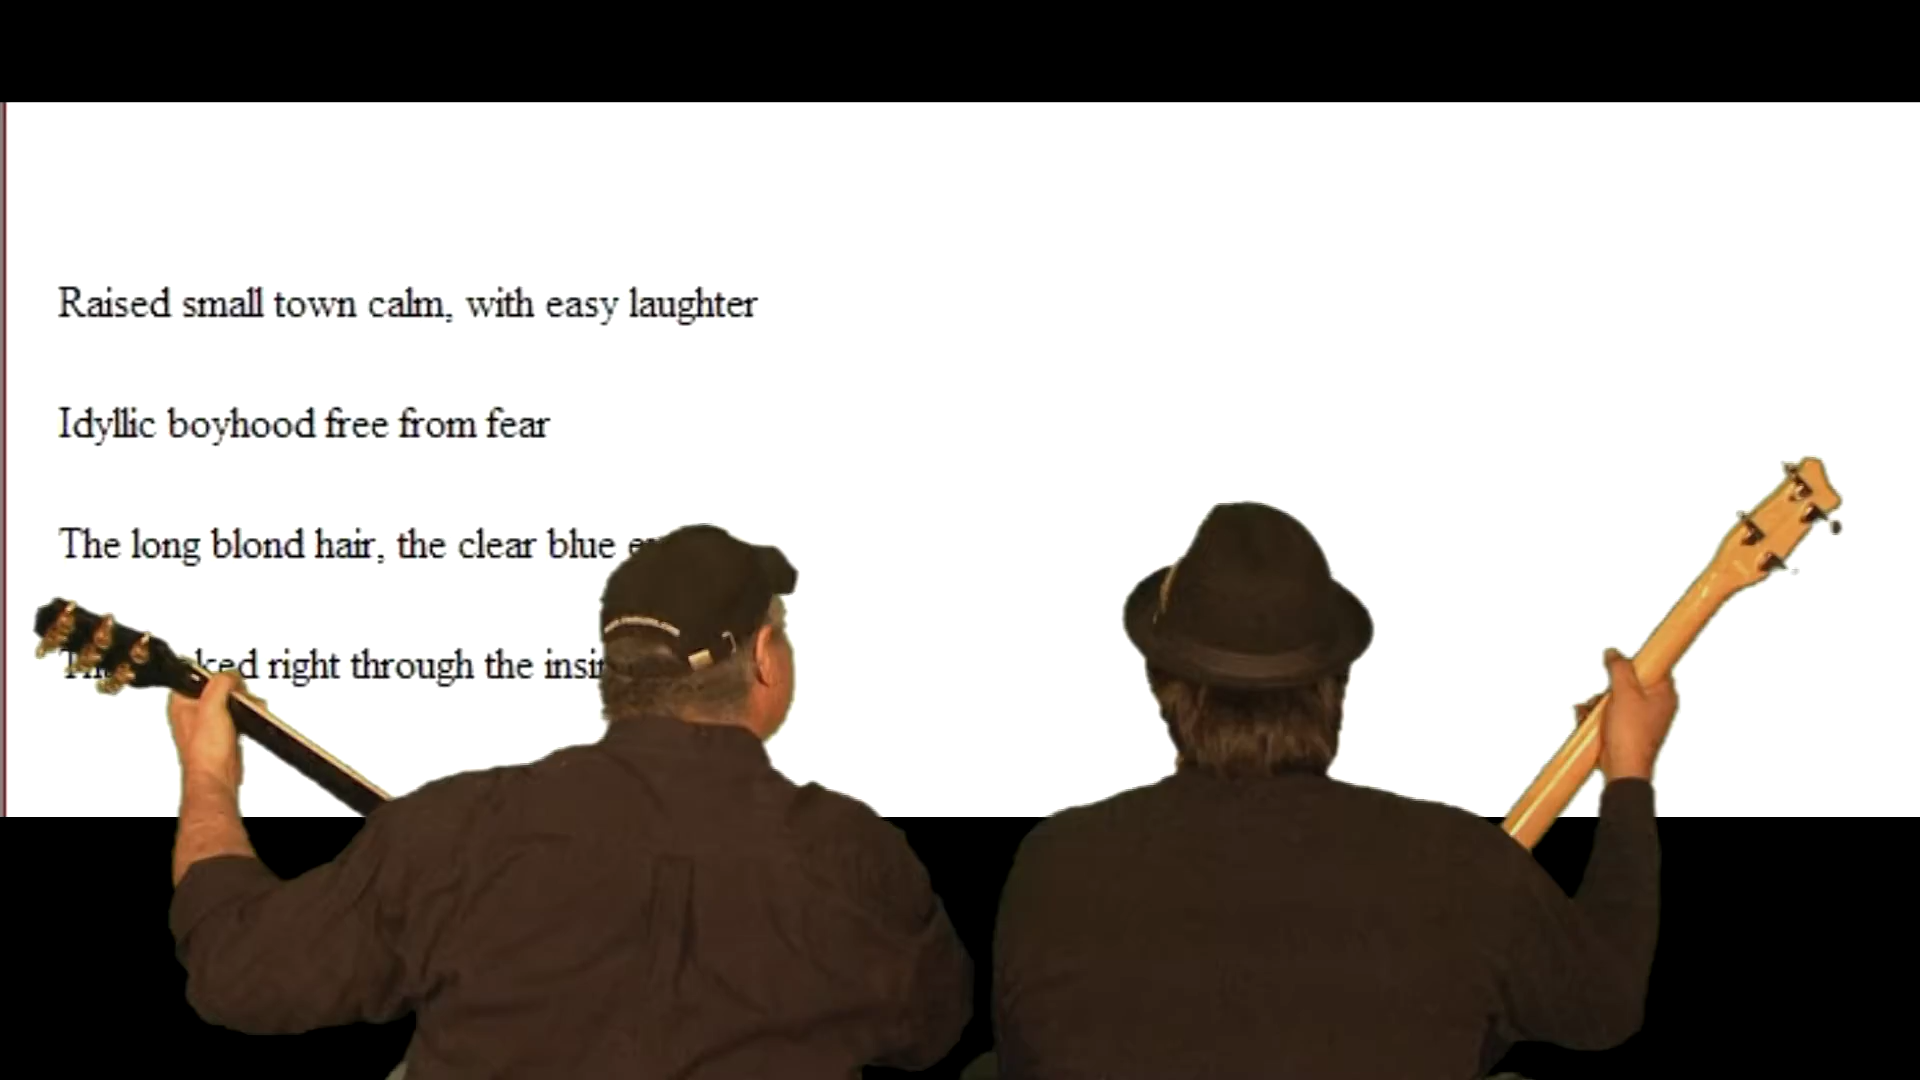 Raised small town calm, with easy laughter
Idyllic boyhood free from fear
The long blond hair, the clear blue
right through the